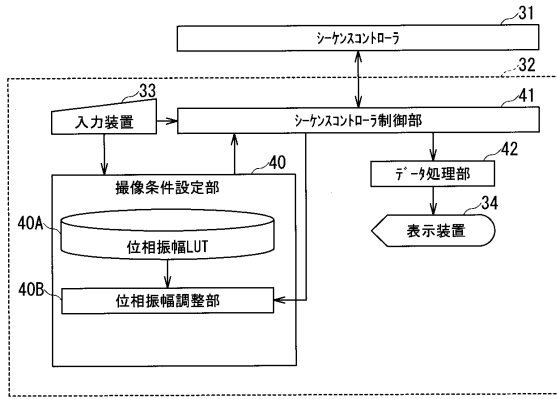 31
シーケンスコントローラ
32
33
入力装置
41
シーケンスコントローラ制御部
42
データ処理部
40
撮像条件設定部
34
表示装置
40A
位相振幅LUT
40B
位相振幅調整部